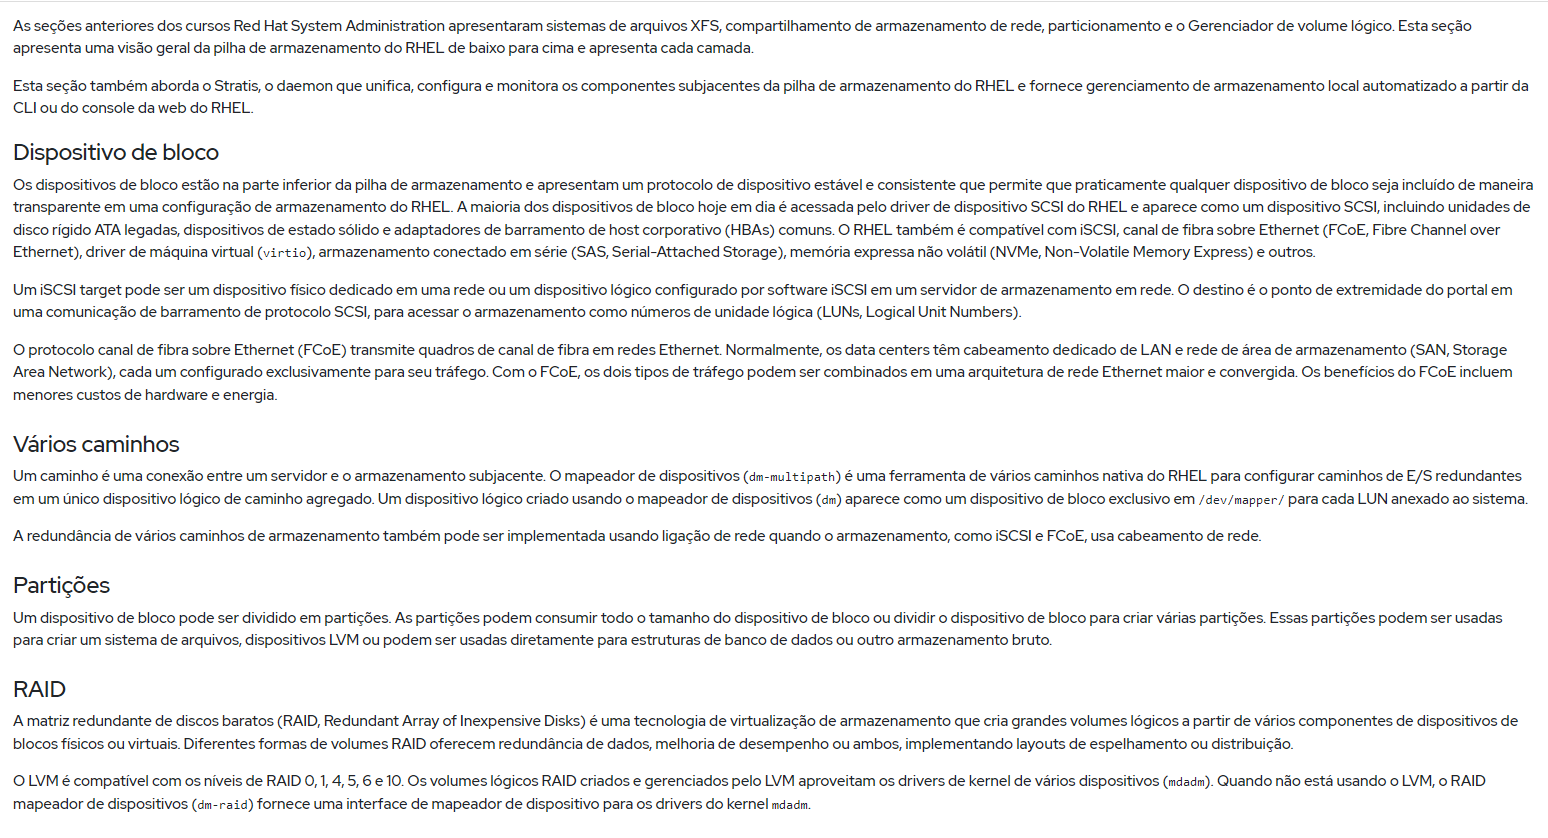 As seções anteriores dos cursos Red Hat System Administration apresentaram sistemas de arquivos XFS, compartilhamento de armazenamento de rede, particionamento e o Gerenciador de volume lógico. Esta seção
apresenta uma visão geral da pilha de armazenamento do RHEL de baixo para cima e apresenta cada camada.
Esta seção também aborda o Stratis, o daemon que unifica, configura e monitora os componentes subjacentes da pilha de armazenamento do RHEL e fornece gerenciamento de armazenamento local automatizado a partir da
CLI ou do console da web do RHEL.
Dispositivo de bloco
Os dispositivos de bloco estão na parte inferior da pilha de armazenamento e apresentam um protocolo de dispositivo estável e consistente que permite que praticamente qualquer dispositivo de bloco seja incluído de maneira
transparente em uma configuração de armazenamento do RHEL. A maioria dos dispositivos de bloco hoje em dia é acessada pelo driver de dispositivo SCSI do RHEL e aparece como um dispositivo SCSI, incluindo unidades de
disco rígido ATA legadas, dispositivos de estado sólido e adaptadores de barramento de host corporativo (HBAs) comuns. O RHEL também é compatível com iSCSI, canal de fibra sobre Ethernet (FCoE, Fibre Channel over
Ethernet), driver de máquina virtual (virtio), armazenamento conectado em série (SAS, Serial-Attached Storage), memória expressa não volátil (NVMe, Non-Volatile Memory Express) e outros.
Um iSCSI target pode ser um dispositivo físico dedicado em uma rede ou um dispositivo lógico configurado por software iSCSI em um servidor de armazenamento em rede. O destino é o ponto de extremidade do portal em
uma comunicação de barramento de protocolo SCSI, para acessar o armazenamento como números de unidade lógica (LUNs, Logical Unit Numbers).
O protocolo canal de fibra sobre Ethernet (FCoE) transmite quadros de canal de fibra em redes Ethernet. Normalmente, os data centers têm cabeamento dedicado de LAN e rede de área de armazenamento (SAN, Storage
Area Network), cada um configurado exclusivamente para seu tráfego. Com o FCoE, os dois tipos de tráfego podem ser combinados em uma arquitetura de rede Ethernet maior e convergida. Os benefícios do FCoE incluem
menores custos de hardware e energia.
Vários caminhos
Um caminho é uma conexão entre um servidor e o armazenamento subjacente. O mapeador de dispositivos (dm-multipath) é uma ferramenta de vários caminhos nativa do RHEL para configurar caminhos de E/S redundantes
em um único dispositivo lógico de caminho agregado. Um dispositivo lógico criado usando o mapeador de dispositivos (dm) aparece como um dispositivo de bloco exclusivo em /dev/mapper/ para cada LUN anexado ao sistema.
A redundância de vários caminhos de armazenamento também pode ser implementada usando ligação de rede quando o armazenamento, como iSCSI e FCoE, usa cabeamento de rede.
Partições
Um dispositivo de bloco pode ser dividido em partições. As partições podem consumir todo o tamanho do dispositivo de bloco ou dividir o dispositivo de bloco para criar várias partições. Essas partições podem ser usadas
para criar um sistema de arquivos, dispositivos LVM ou podem ser usadas diretamente para estruturas de banco de dados ou outro armazenamento bruto.
RAID
A matriz redundante de discos baratos (RAID, Redundant Array of Inexpensive Disks) é uma tecnologia de virtualização de armazenamento que cria grandes volumes lógicos a partir de vários componentes de dispositivos de
blocos físicos ou virtuais. Diferentes formas de volumes RAID oferecem redundância de dados, melhoria de desempenho ou ambos, implementando layouts de espelhamento ou distribuição.
O LVM é compatível com os níveis de RAID 0, 1, 4, 5, 6 e 10. Os volumes lógicos RAID criados e gerenciados pelo LVM aproveitam os drivers de kernel de vários dispositivos (mdadm). Quando não está usando o LVM, o RAID
mapeador de dispositivos (dm-raid) fornece uma interface de mapeador de dispositivo para os drivers do kernel mdadm.